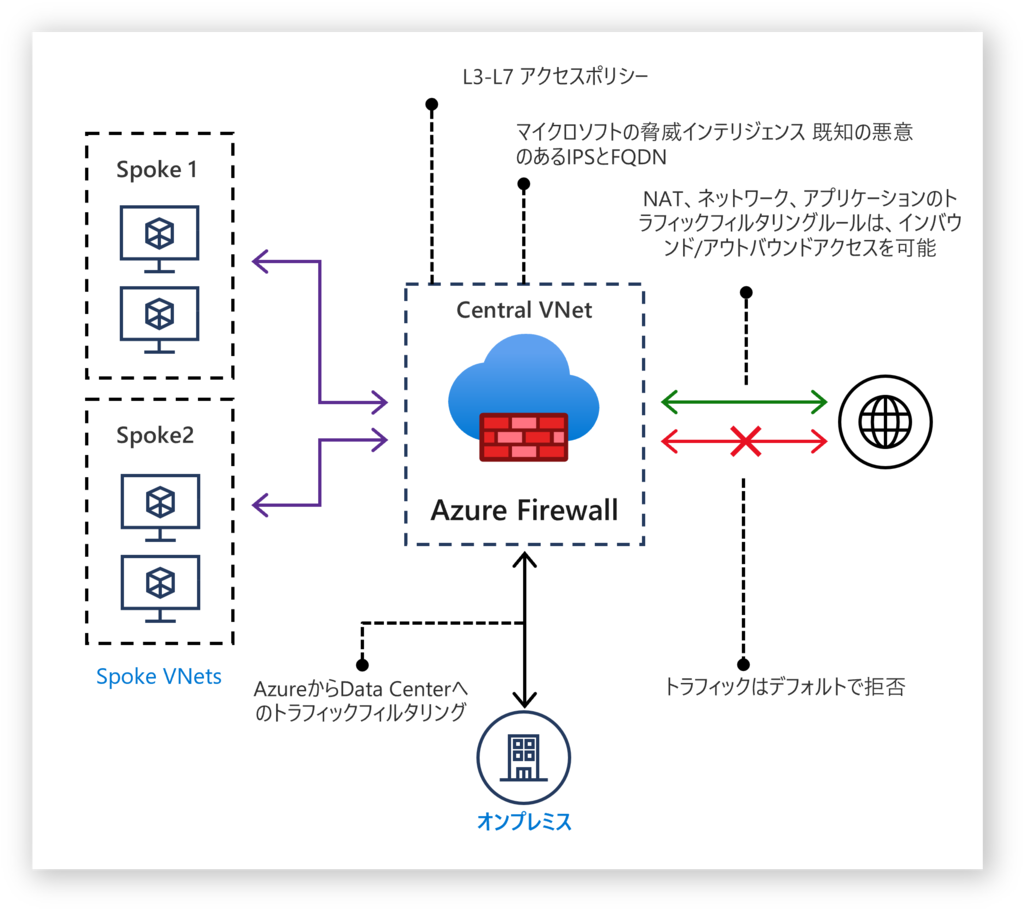 L3-L7 アクセスポリシー
マイクロソフトの脅威インテリジェンス 既知の悪意
のあるIPSとFQDN
NAT、ネットワーク、アプリケーションのト
ラフィックフィルタリングルールは、インバウ
ンド/アウトバウンドアクセスを可能
Spoke 1
Central VNet
Spoke2
Azure Firewall
Spoke VNets
AzureからData Centerへ
のトラフィックフィルタリング
トラフィックはデフォルトで拒否
オンプレミス